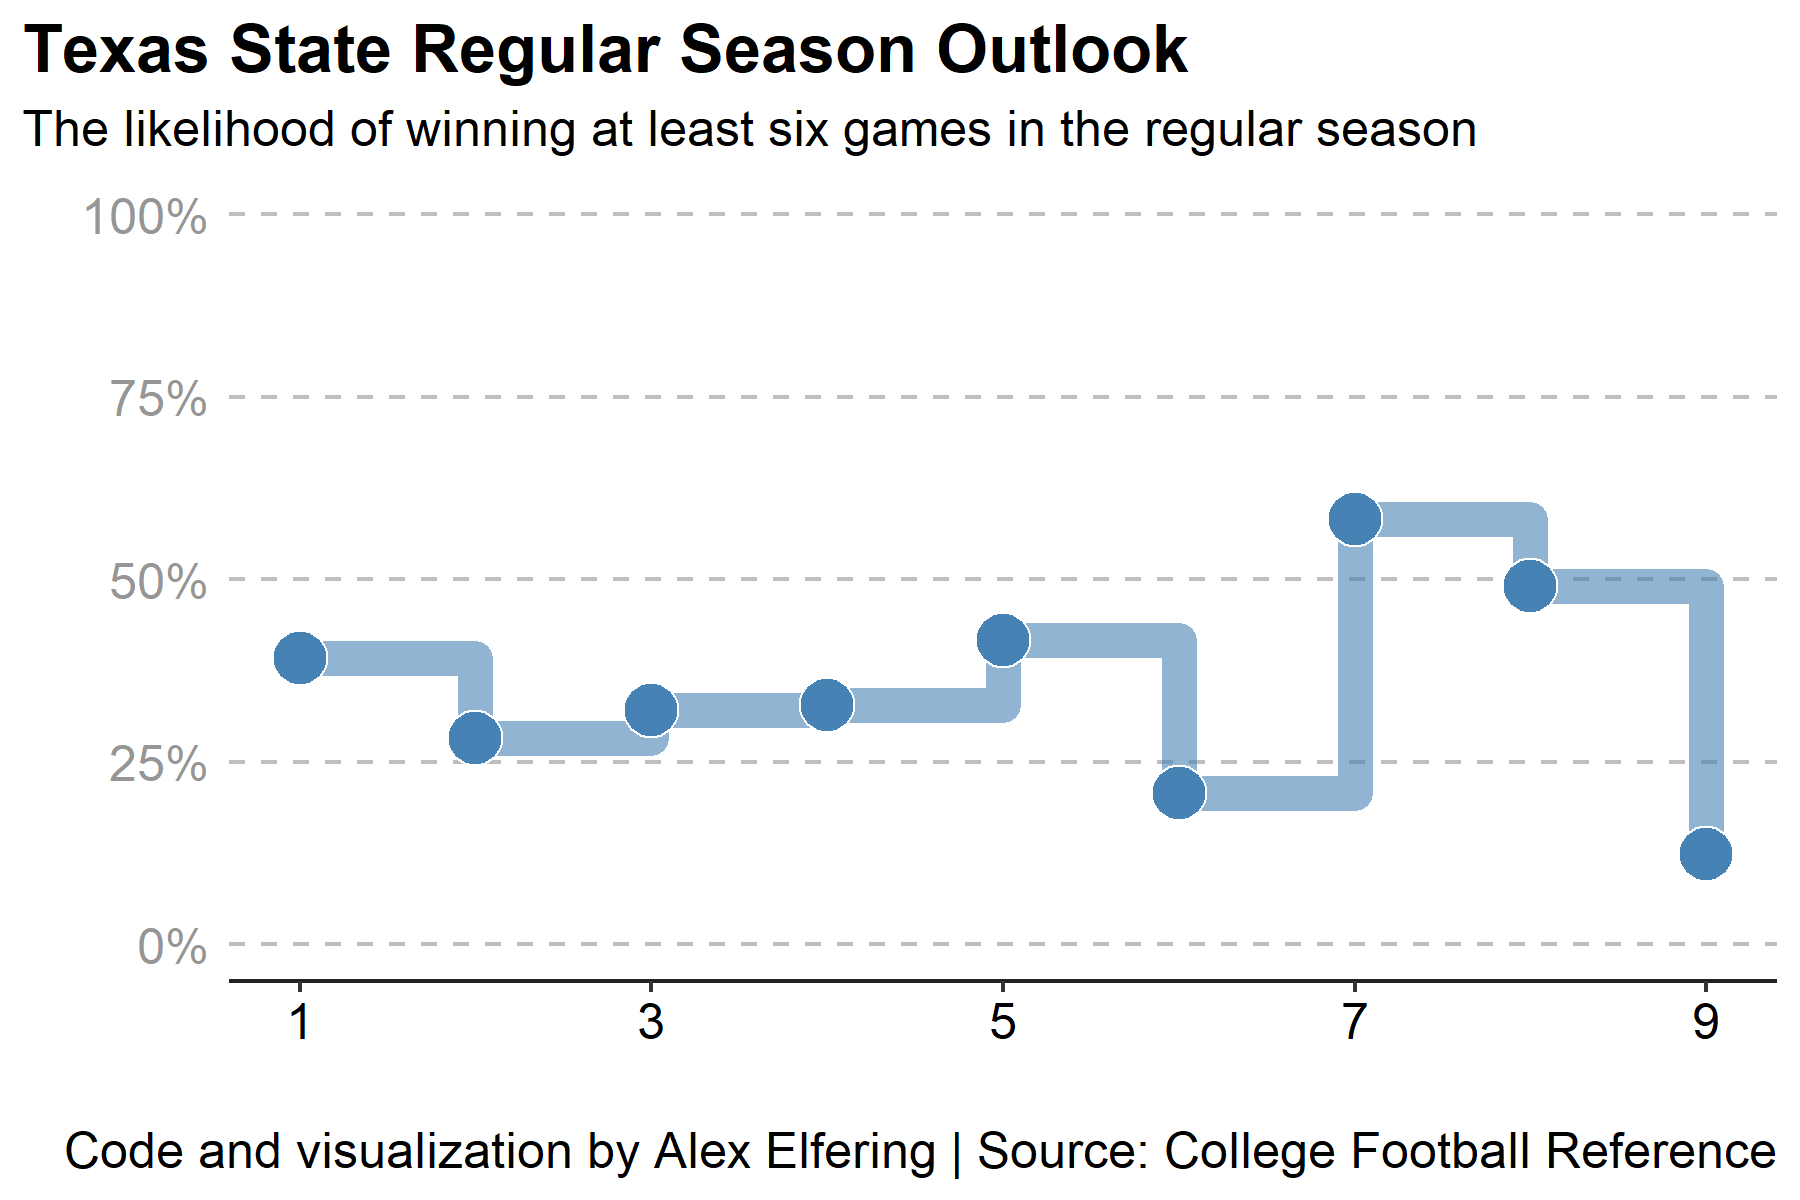 Texas State Regular Season Outlook
The likelihood of winning at least six games in the regular season
100%
75%
50%
25%
0%
1 3 5 7 9
Code and visualization by Alex Elfering | Source: College Football Reference